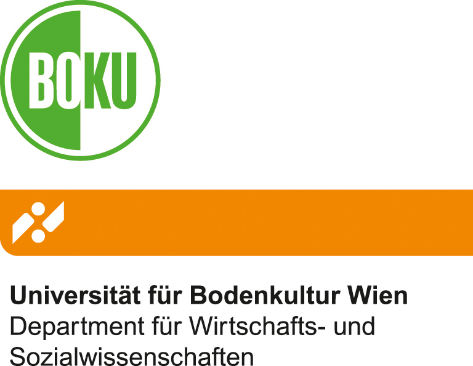 BOKU
Universität für Bodenkultur Wien
Department für Wirtschafts- und
Sozialwissenschaften